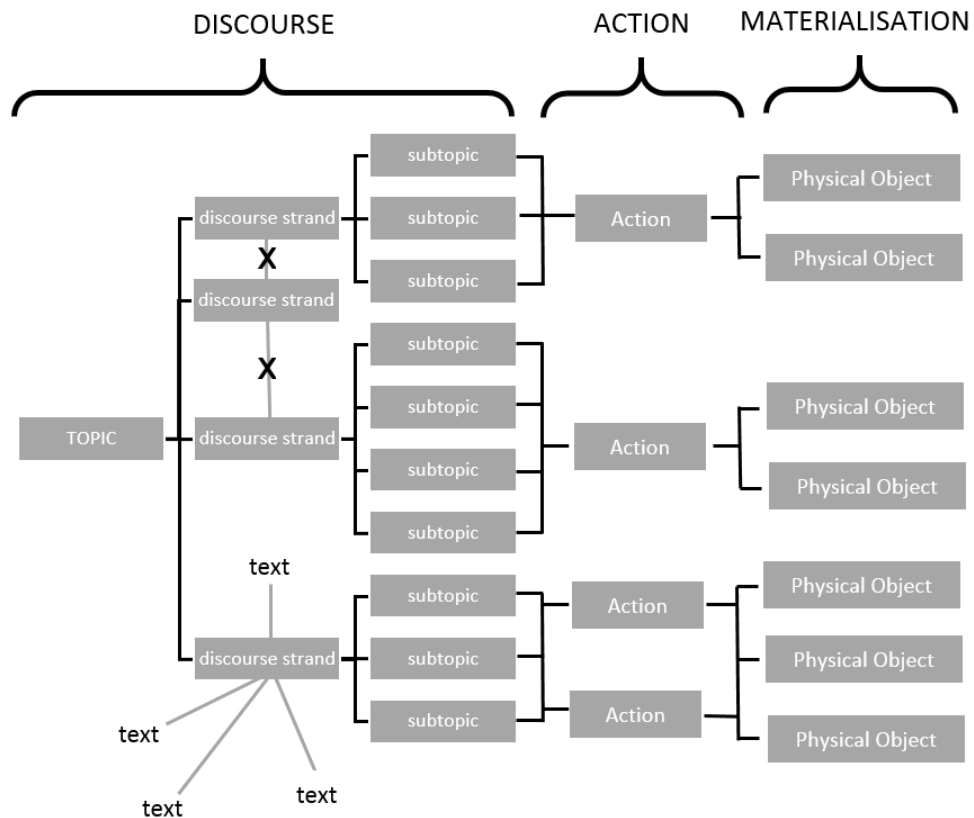 DISCOURSE
ACTION
MATERIALISATION
subtopic
Physical Object
discourse strand
subtopic
Action
X
Physical Object
subtopic
discourse strand
subtopic
X
subtopic
Physical Object
TOPIC
discourse strand
Action
subtopic
Physical Object
subtopic
text
subtopic
Action
Physical Object
discourse strand
subtopic
Physical Object
subtopic
Action
text
Physical Object
text
text